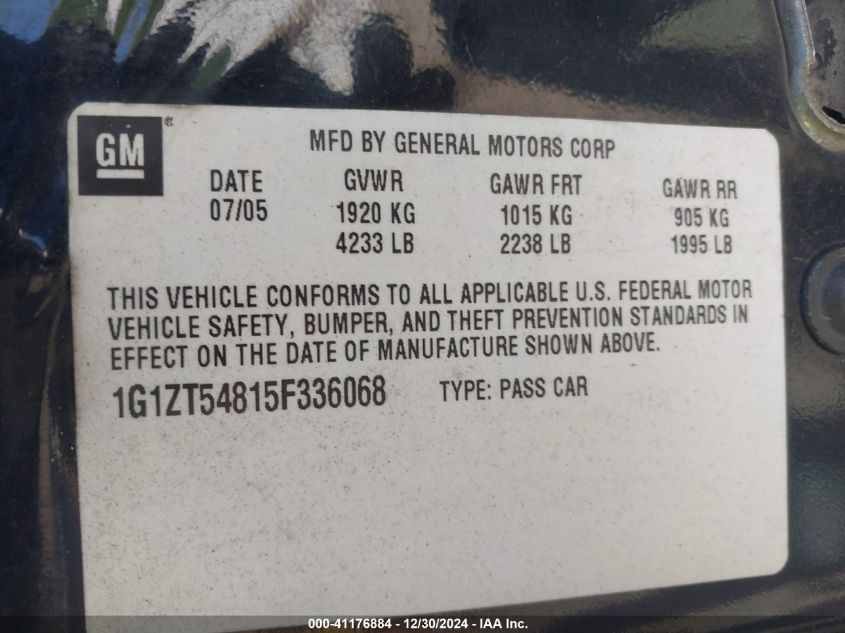 GM ®
MFD BY GENERAL MOTORS CORP
DATE GVWR GAWR FRT GAWR RR
07/05 1920 KG 1015 KG 905 KG
4233 LB 2238 LB 1995 LB
THIS VEHICLE CONFORMS TO ALL APPLICABLE U.S. FEDERAL MOTOR
VEHICLE SAFETY, BUMPER, AND THEFT PREVENTION STANDARDS IN
EFFECT ON THE DATE OF MANUFACTURE SHOWN ABOVE.
1G1ZT54815F336068 TYPE: PASS CAR
000-41176884 - 12/30/2024 - IAA Inc.